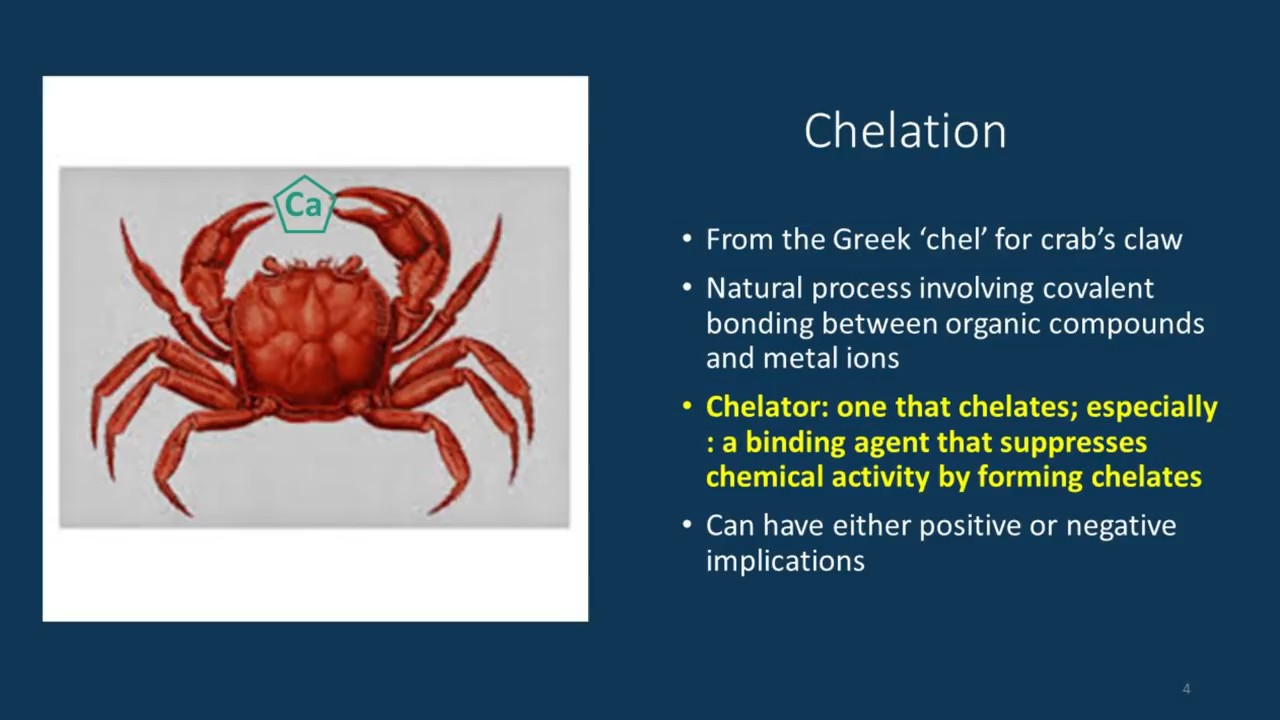 Ca
Chelation
• From the Greek ‘chel’ for crab’s claw
• Natural process involving covalent
bonding between organic compounds
and metal ions
• Chelator: one that chelates; especially
: a binding agent that suppresses
chemical activity by forming chelates
• Can have either positive or negative
implications
4